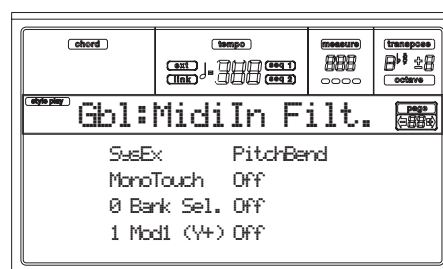 chord
tempo
measure
transpose
ext
link
seq 1
seq 2
octave
style play
Gbl:MidiIn Filt.
page
SysEx PitchBend
MonoTouch Off
0 Bank Sel. Off
1 Mod1 (Y+) Off